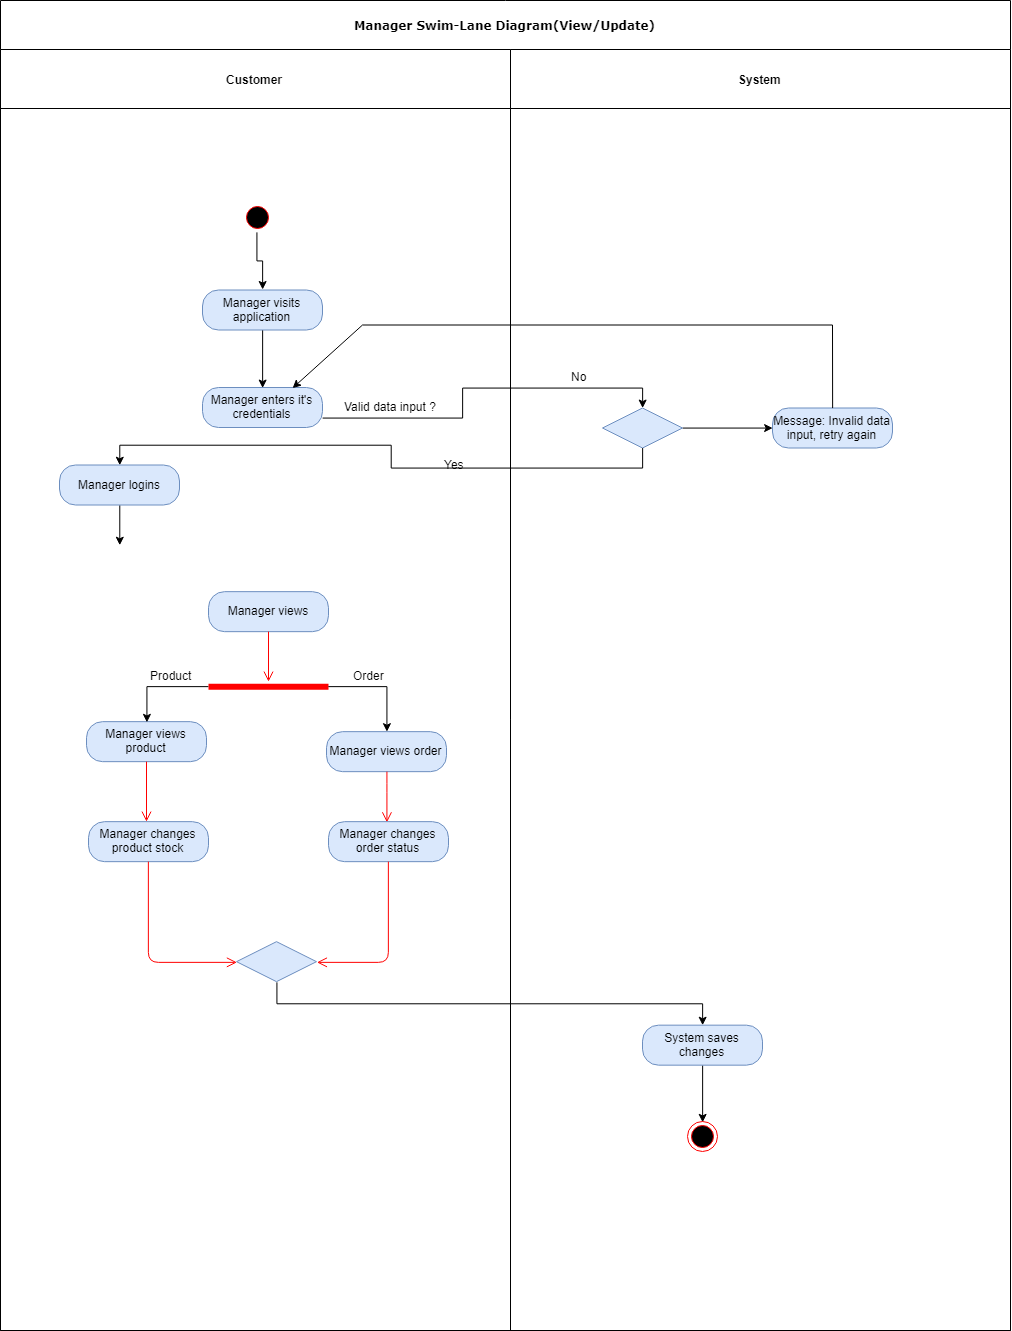 Manager Swim-Lane Diagram(View/Update)
Customer
System
Manager visits
application
No
Manager enters it's
credentials
Valid data input ?
Message: Invalid data
input, retry again
Yes
Manager logins
Manager views
Product
Order
Manager views
product
Manager views order
Manager changes
product stock
Manager changes
order status
System saves
changes